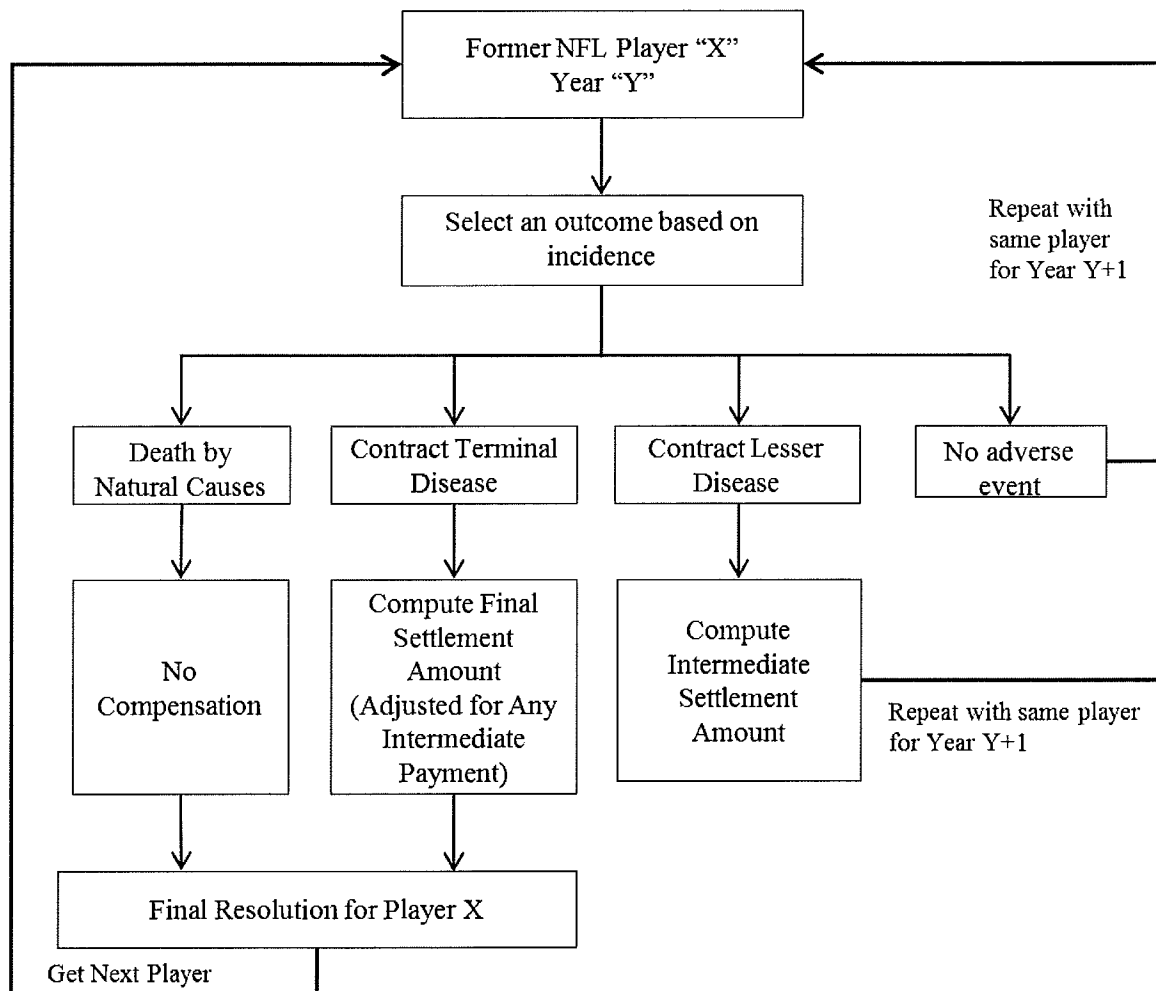 Former NFL Player “X”
Year “Y”
Select an outcome based on
incidence
Repeat with
same player
for Year Y+1
Death by
Natural Causes
Contract Terminal
Disease
Contract Lesser
Disease
No adverse
event
No
Compensation
Compute Final
Settlement
Amount
(Adjusted for Any
Intermediate
Payment)
Compute
Intermediate
Settlement
Amount
Repeat with same player
for Year Y+1
Final Resolution for Player X
Get Next Player